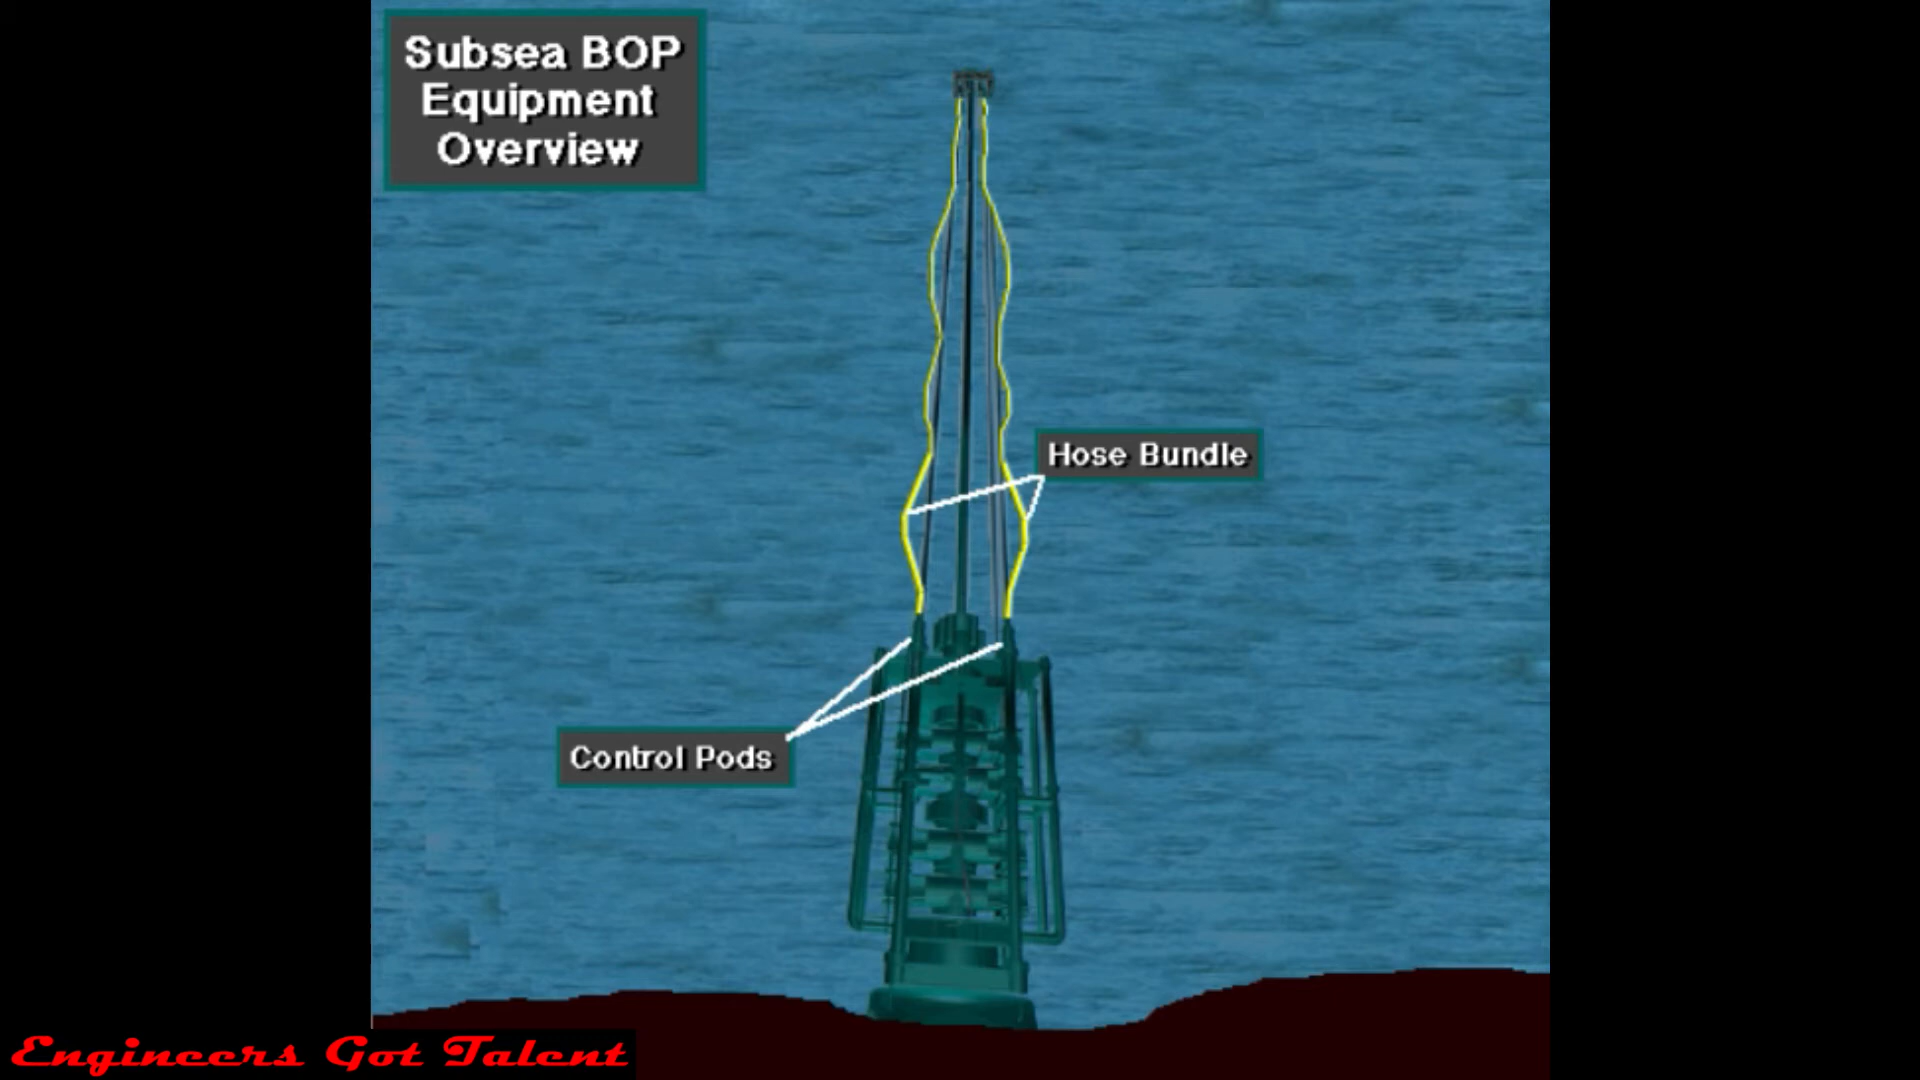 Subsea BOP
Equipment
Overview
Hose Bundle
Control Pods
Engineers Got Talent